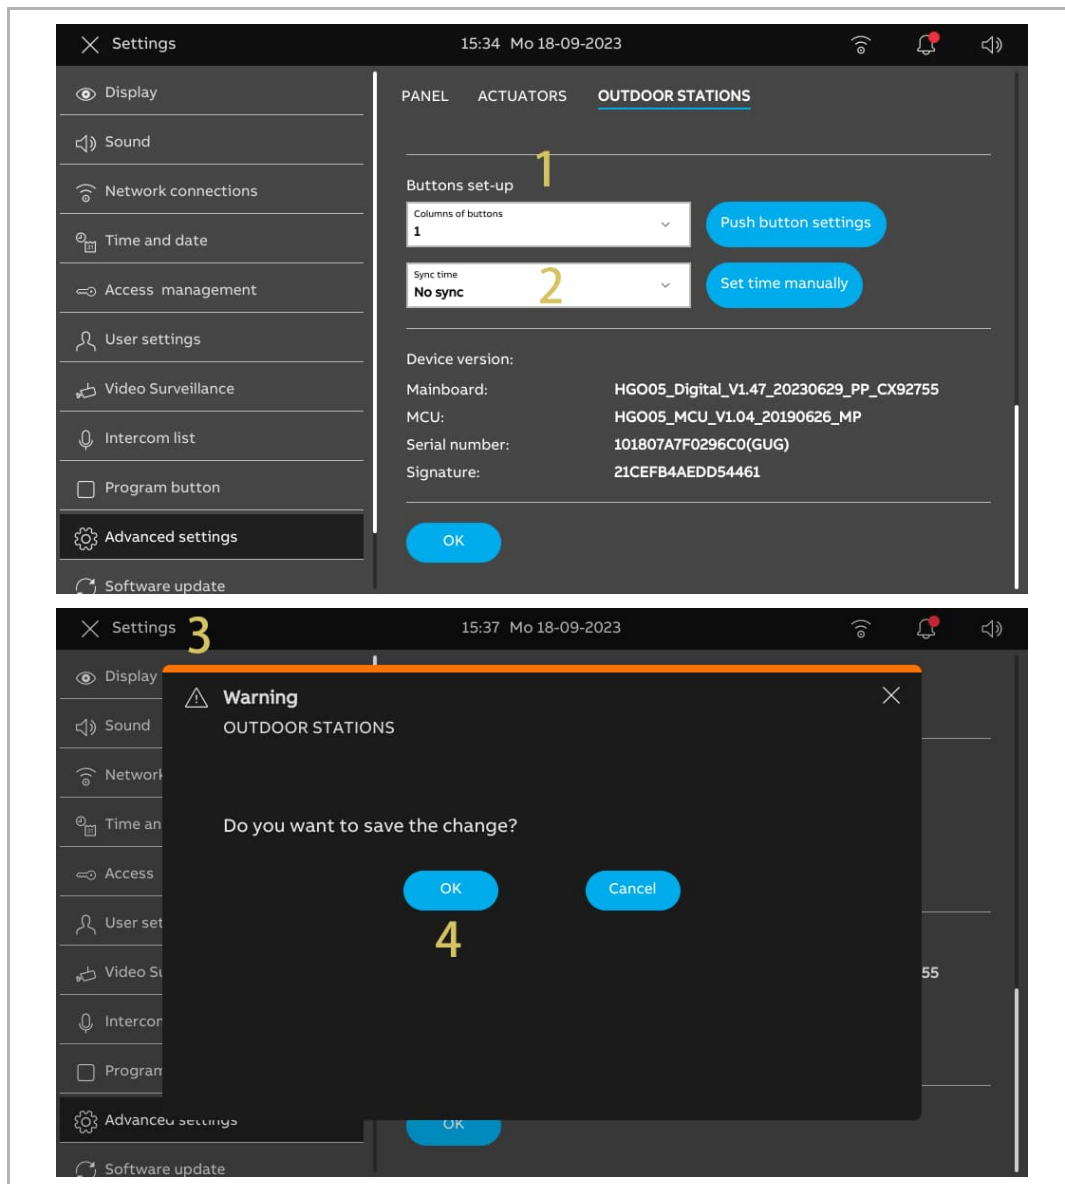 Settings
15:34 Mo 18-09-2023
Display
PANEL ACTUATORS OUTDOOR STATIONS
Sound
1
Network connections
Buttons set-up
Columns of buttons
1
Push button settings
Time and date
Access management
Sync time
No sync
2
Set time manually
User settings
Device version:
Video Surveillance
Mainboard: HGO05_Digital_V1.47_20230629_PP_CX92755
MCU: HGO05_MCU_V1.04_20190626_MP
Intercom list
Serial number: 101807A7F0296C0(GUG)
Signature: 21CEFB4AEDD54461
Program button
Advanced settings
OK
Software update
Settings
3
15:37 Mo 18-09-2023
Display
Warning
OUTDOOR STATIONS
Sound
Network
Time an
Do you want to save the change?
Access
OK
Cancel
User set
4
Video Su
55
Intercor
Program
Advanced settings
OK
Software update